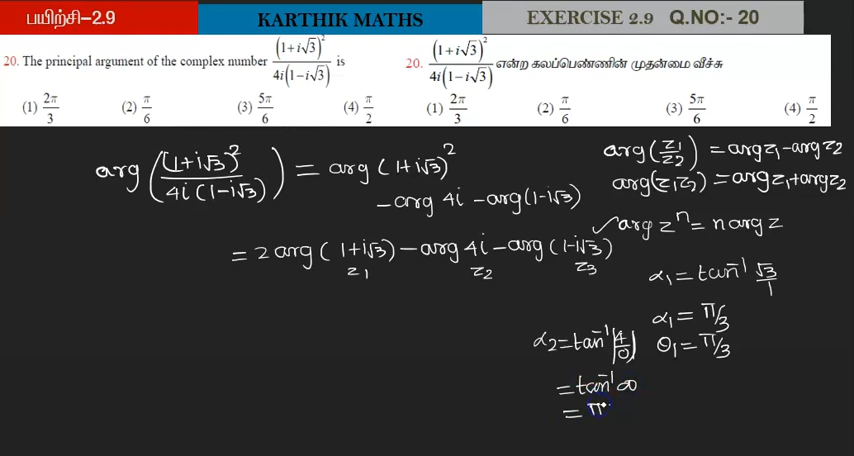 பயிற்சி-2.9
KARTHIK MATHS
EXERCISE 2.9 Q.NO:- 20
20. The principal argument of the complex number (1+i√3)²/4i(1−i√3) is
(1) 2π/3 (2) π/6 (3) 5π/6 (4) π/2
20. (1+i√3)²/4i(1−i√3) என்ற கலப்பெண்ணின் முதன்மை வீச்சு
(1) 2π/3 (2) π/6 (3) 5π/6 (4) π/2
arg((1+i√3)²/4i(1−i√3)) = arg(1+i√3)²
− arg 4i − arg(1−i√3)
= 2 arg(1+i√3) − arg 4i − arg(1−i√3)
z₁ z₂ z₃
arg(z₁/z₂) = arg z₁ − arg z₂
arg(z₁z₂) = arg z₁ + arg z₂
✓ arg zⁿ = n arg z
α₁ = tan⁻¹ √3/1
α₁ = π/3
θ₁ = π/3
α₂ = tan⁻¹|4/0|
= tan⁻¹ ∞
= π